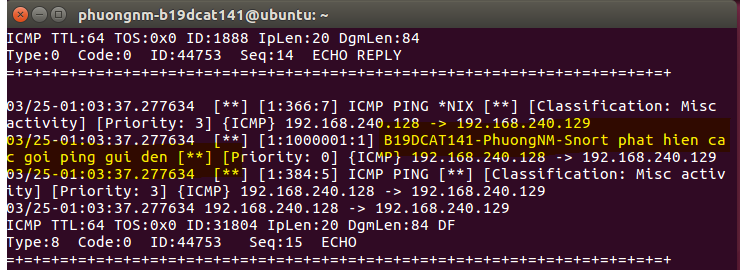 phuongnm-b19dcat141@ubuntu: ~
ICMP TTL:64 TOS:0x0 ID:1888 IpLen:20 DgmLen:84
Type:0  Code:0  ID:44753  Seq:14  ECHO REPLY
=+=+=+=+=+=+=+=+=+=+=+=+=+=+=+=+=+=+=+=+=+=+=+=+=+=+=+=+=+=+=+=+=+=+=+=+=+
03/25-01:03:37.277634  [**] [1:366:7] ICMP PING *NIX [**] [Classification: Misc
activity] [Priority: 3] {ICMP} 192.168.240.128 -> 192.168.240.129
03/25-01:03:37.277634  [**] [1:1000001:1] B19DCAT141-PhuongNM-Snort phat hien ca
c goi ping gui den [**] [Priority: 0] {ICMP} 192.168.240.128 -> 192.168.240.129
03/25-01:03:37.277634  [**] [1:384:5] ICMP PING [**] [Classification: Misc activ
ity] [Priority: 3] {ICMP} 192.168.240.128 -> 192.168.240.129
03/25-01:03:37.277634 192.168.240.128 -> 192.168.240.129
ICMP TTL:64 TOS:0x0 ID:31804 IpLen:20 DgmLen:84 DF
Type:8  Code:0  ID:44753   Seq:15  ECHO
=+=+=+=+=+=+=+=+=+=+=+=+=+=+=+=+=+=+=+=+=+=+=+=+=+=+=+=+=+=+=+=+=+=+=+=+=+